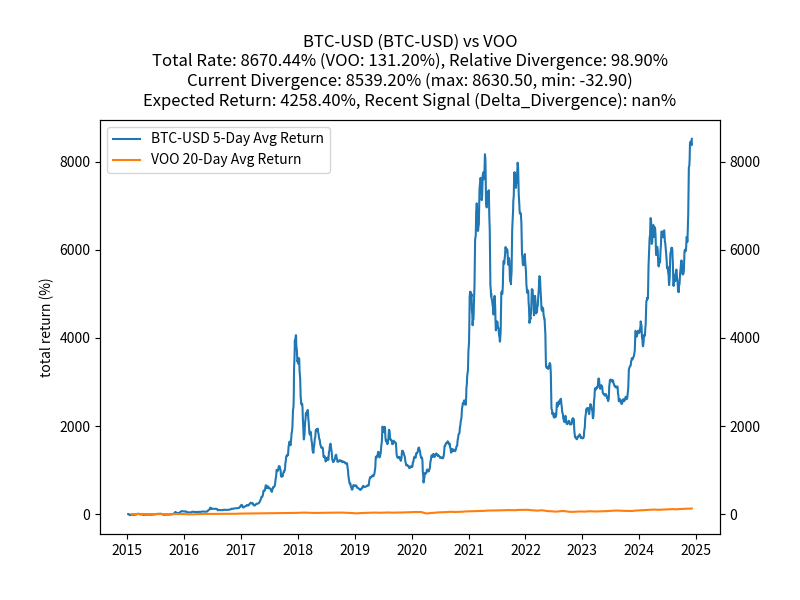 BTC-USD (BTC-USD) vs VOO
Total Rate: 8670.44% (VOO: 131.20%), Relative Divergence: 98.90%
Current Divergence: 8539.20% (max: 8630.50, min: -32.90)
Expected Return: 4258.40%, Recent Signal (Delta_Divergence): nan%
BTC-USD 5-Day Avg Return
VOO 20-Day Avg Return
8000 8000
6000 6000
4000 4000
2000 2000
0 0
total return (%)
2015 2016 2017 2018 2019 2020 2021 2022 2023 2024 2025